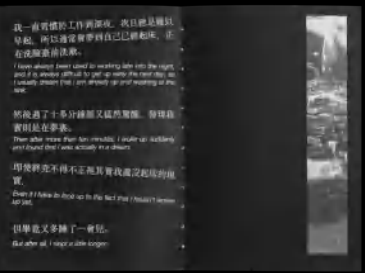 我一直習慣於工作到深夜，次日總是難以
早起，所以通常會夢到自己已經起床，正
在洗臉臺前洗漱。
I have always been used to working late into the night,
and it is always difficult to get up early the next day, so
I usually dream that I am already up and washing at the
sink.
然後過了十多分鐘後又猛然驚醒，發現我
實則是在夢裏。
Then after more than ten minutes, I wake up suddenly
and found that I was actually in a dream.
即使終究不得不正視其實我還沒起床的現
實，
Even if I have to face up to the fact that I haven't woken
up yet,
但畢竟又多睡了一會兒。
But after all, I slept a little longer.